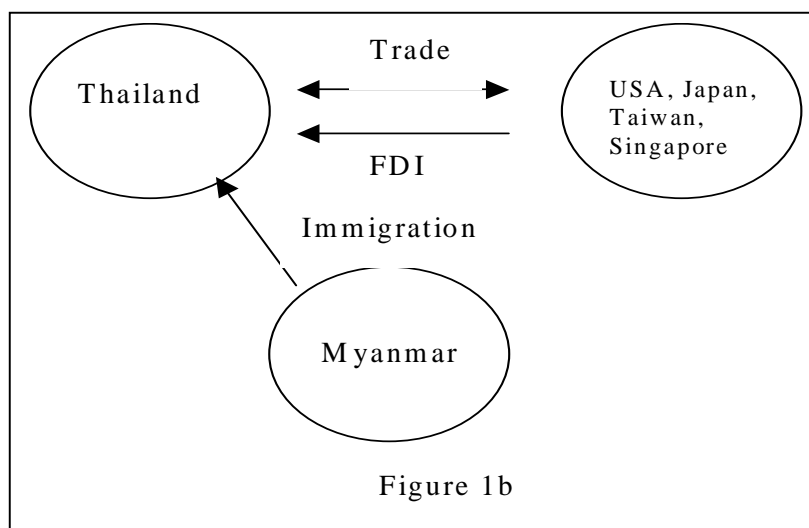 Trade
Thailand
USA, Japan,
Taiwan,
Singapore
FDI
Immigration
Myanmar
Figure 1b